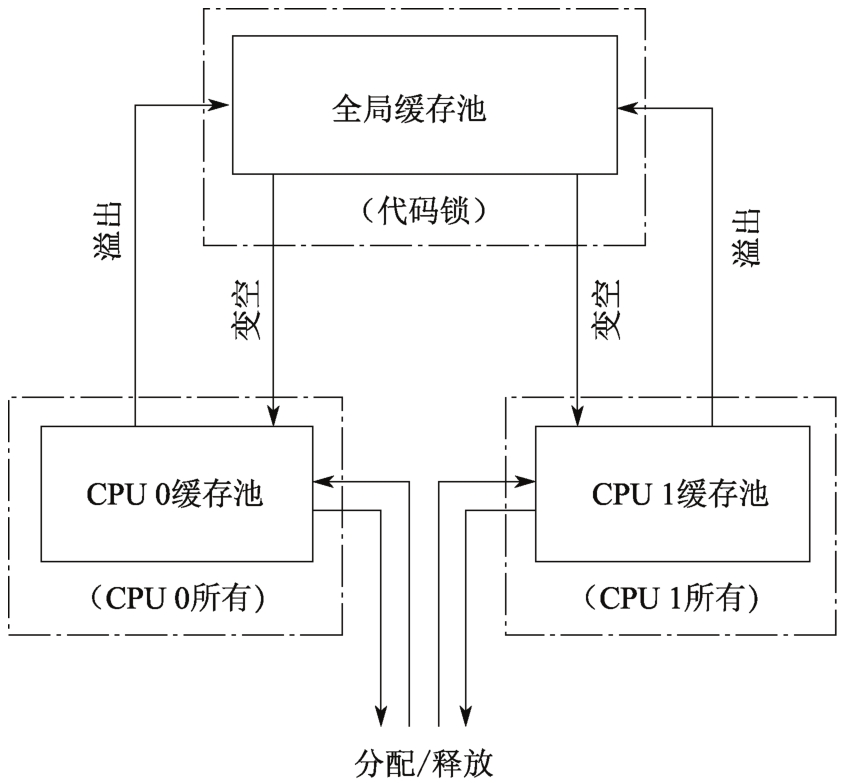 全局缓存池
（代码锁）
溢出
溢出
变空
变空
CPU 0缓存池
CPU 1缓存池
（CPU 0所有）
（CPU 1所有）
分配/释放